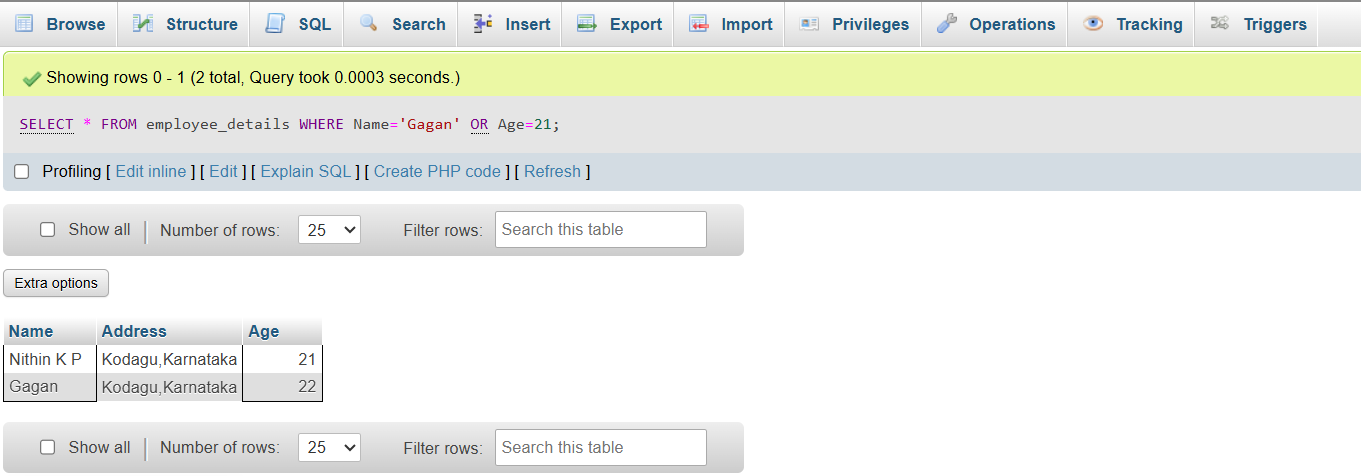 Browse Structure SQL Search Insert Export Import Privileges Operations Tracking Triggers
Showing rows 0 - 1 (2 total, Query took 0.0003 seconds.)
SELECT * FROM employee_details WHERE Name='Gagan' OR Age=21;
Profiling [ Edit inline ] [ Edit ] [ Explain SQL ] [ Create PHP code ] [ Refresh ]
Show all Number of rows: 25 Filter rows: Search this table
Extra options
Name Address Age
Nithin K P Kodagu,Karnataka 21
Gagan Kodagu,Karnataka 22
Show all Number of rows: 25 Filter rows: Search this table